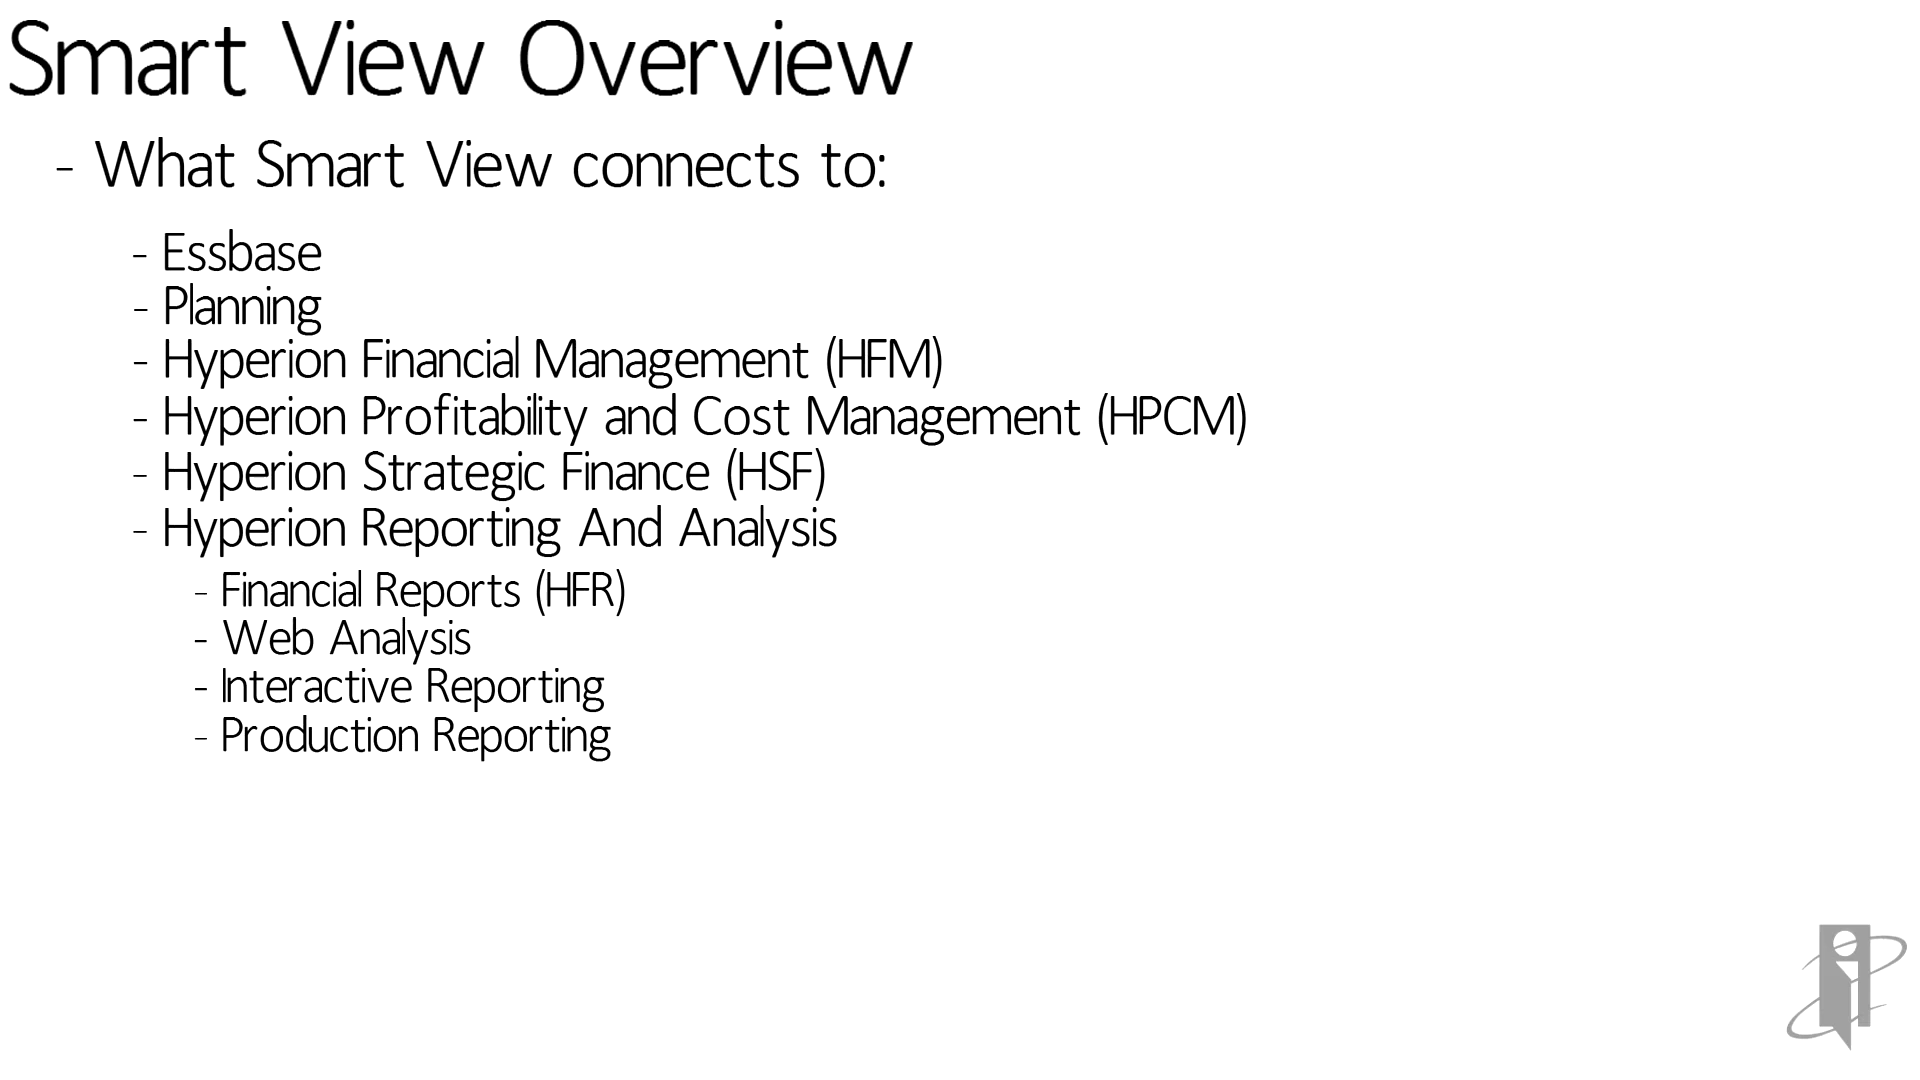 Smart View Overview
- What Smart View connects to:
- Essbase
- Planning
- Hyperion Financial Management (HFM)
- Hyperion Profitability and Cost Management (HPCM)
- Hyperion Strategic Finance (HSF)
- Hyperion Reporting And Analysis
- Financial Reports (HFR)
- Web Analysis
- Interactive Reporting
- Production Reporting